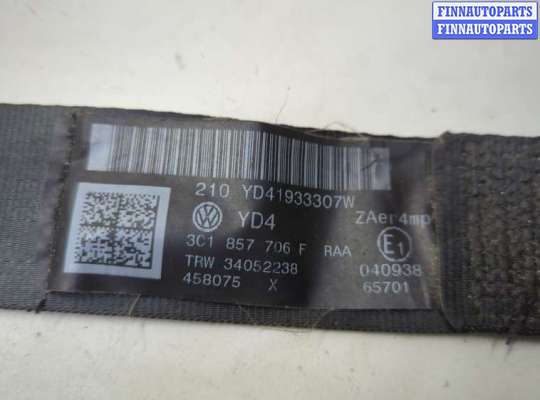 FINNAUTOPARTS
FINNAUTOPARTS
210 YD41933307W
YD4 ZAer4mp
3C1 857 706 F RAA E1
TRW 34052238 040938
458075 X 65701